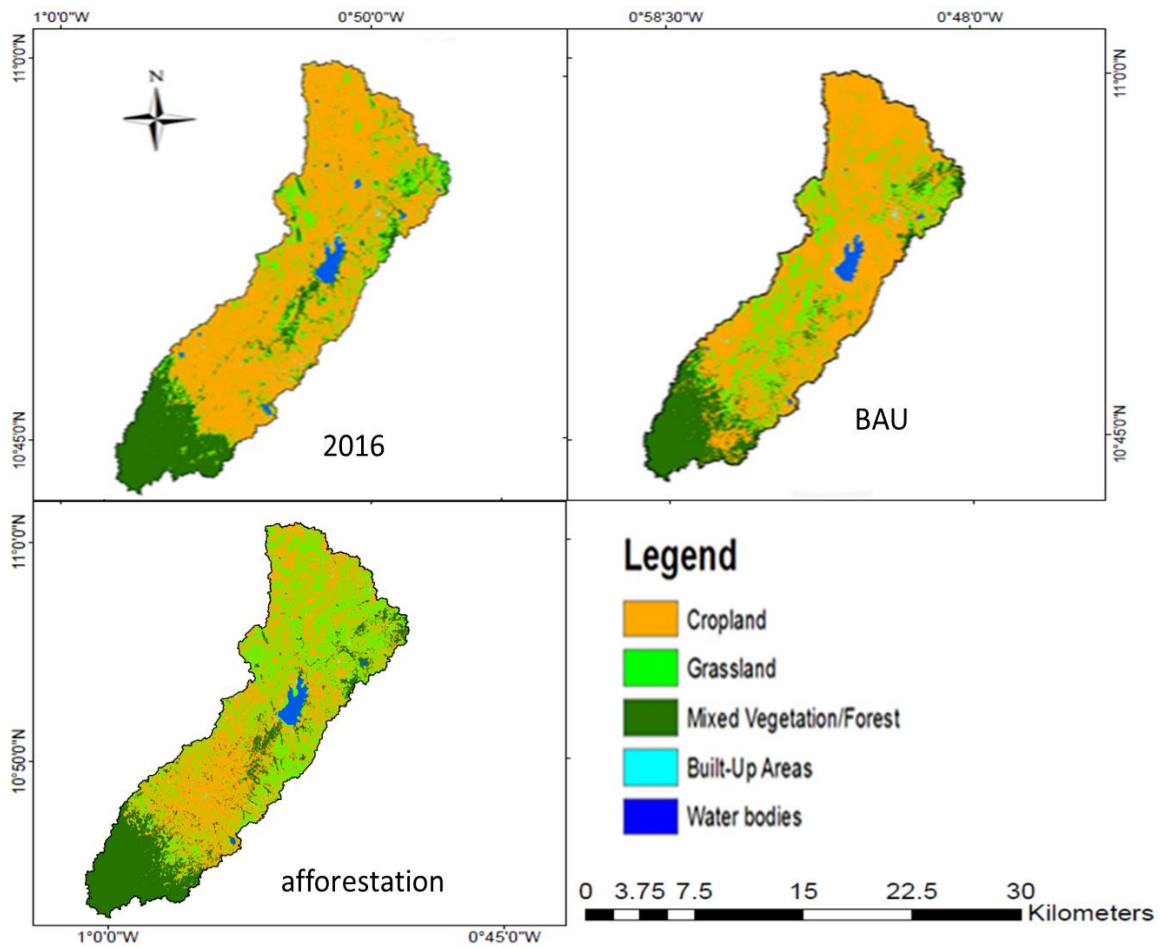 1°0'0"W 0°50'0"W 0°58'30"W 0°48'0"W
11°0'0"N
11°0'0"N
N
10°45'0"N
10°45'0"N
2016
BAU
11°0'0"N
10°50'0"N
afforestation
1°0'0"W 0°45'0"W
Legend
Cropland
Grassland
Mixed Vegetation/Forest
Built-Up Areas
Water bodies
0 3.75 7.5 15 22.5 30
Kilometers